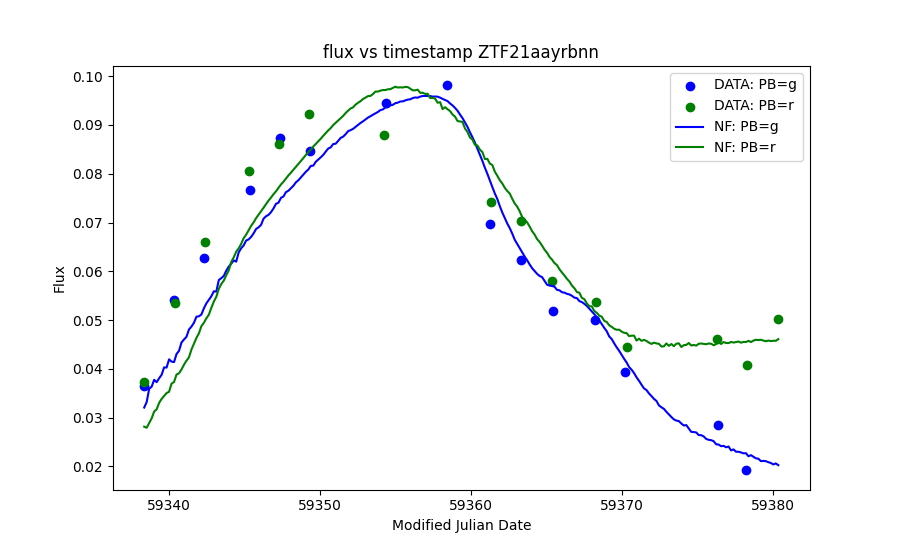 flux vs timestamp ZTF21aayrbnn
DATA: PB=g
DATA: PB=r
NF: PB=g
NF: PB=r
0.10
0.09
0.08
0.07
0.06
0.05
0.04
0.03
0.02
Flux
59340
59350
59360
59370
59380
Modified Julian Date